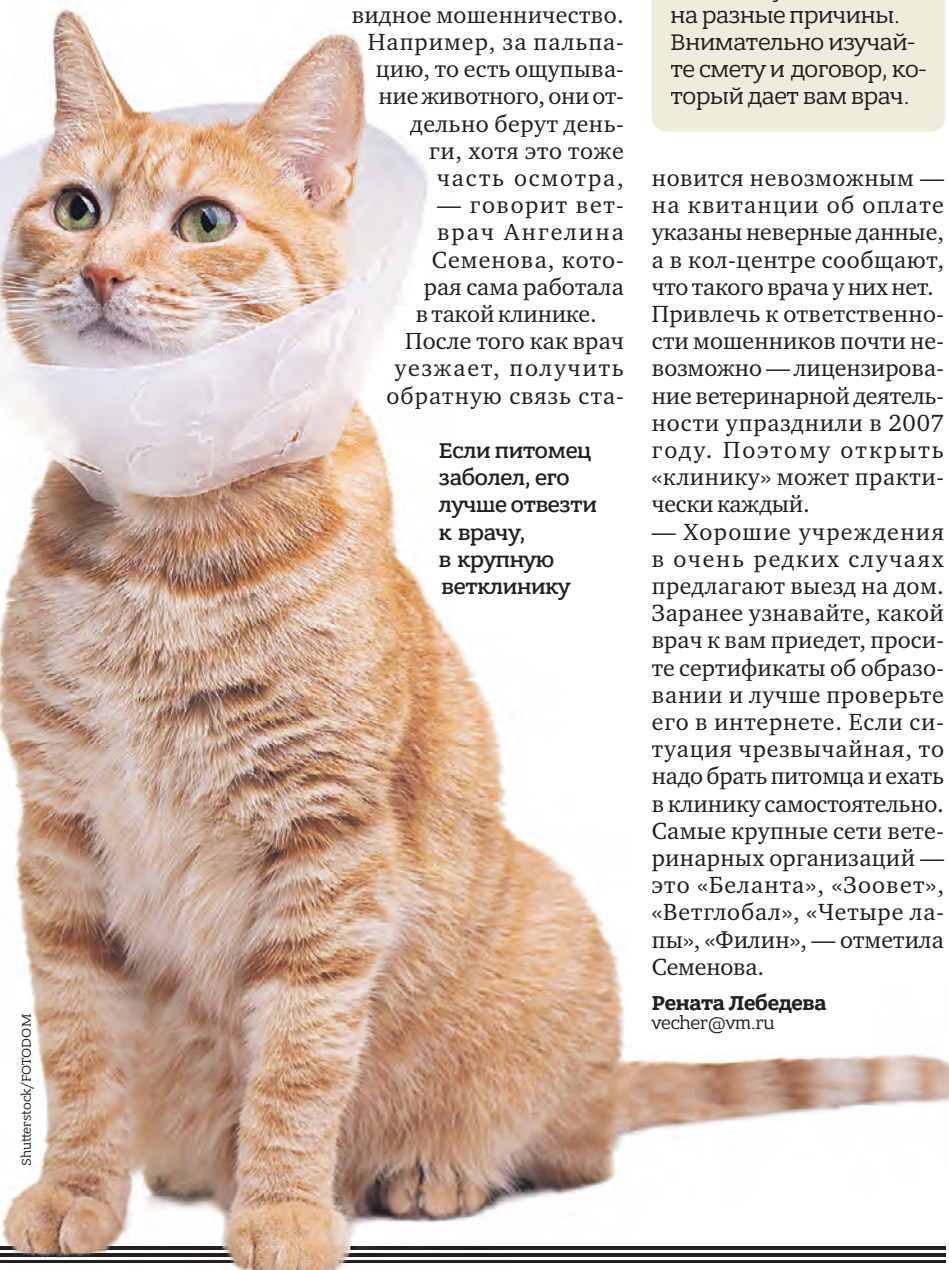 видное мошенничество.
Например, за пальпа-
цию, то есть ощупыва-
ние животного, они от-
дельно берут день-
ги, хотя это тоже
часть осмотра,
— говорит вет-
врач Ангелина
Семенова, кото-
рая сама работала
в такой клинике.
После того как врач
уезжает, получить
обратную связь ста-
Если питомец
заболел, его
лучше отвезти
к врачу,
в крупную
ветклинику
на разные причины.
Внимательно изучай-
те смету и договор, ко-
торый дает вам врач.
новится невозможным —
на квитанции об оплате
указаны неверные данные,
а в кол-центре сообщают,
что такого врача у них нет.
Привлечь к ответственно-
сти мошенников почти не-
возможно — лицензирова-
ние ветеринарной деятель-
ности упразднили в 2007
году. Поэтому открыть
«клинику» может практи-
чески каждый.
— Хорошие учреждения
в очень редких случаях
предлагают выезд на дом.
Заранее узнавайте, какой
врач к вам приедет, проси-
те сертификаты об образо-
вании и лучше проверьте
его в интернете. Если си-
туация чрезвычайная, то
надо брать питомца и ехать
в клинику самостоятельно.
Самые крупные сети вете-
ринарных организаций —
это «Беланта», «Зоовет»,
«Ветглобал», «Четыре ла-
пы», «Филин», — отметила
Семенова.
Рената Лебедева
vecher@vm.ru
Shutterstock/FOTODOM